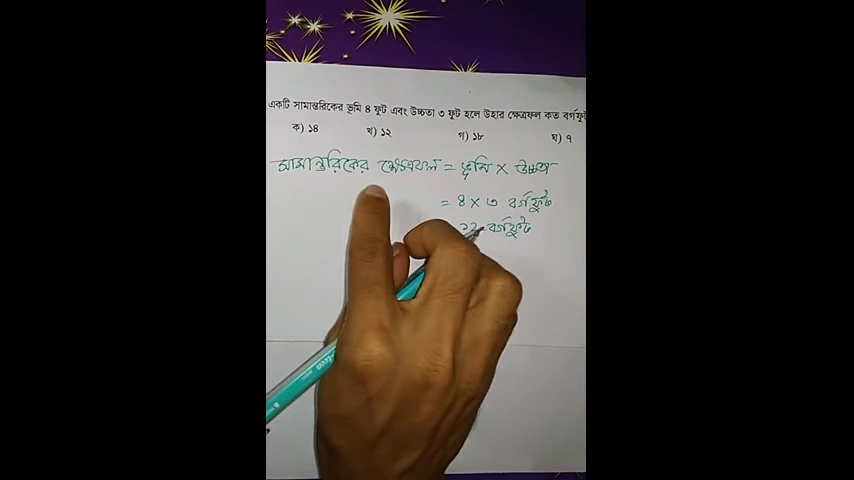 একটি সামান্তরিকের ভূমি ৪ ফুট এবং উচ্চতা ৩ ফুট হলে উহার ক্ষেত্রফল কত বর্গফুট
ক) ১৪ খ) ১২ গ) ১৮ ঘ) ৭
সামান্তরিকের ক্ষেত্রফল = ভূমি × উচ্চতা
= ৪ × ৩ বর্গফুট
১২ বর্গফুট